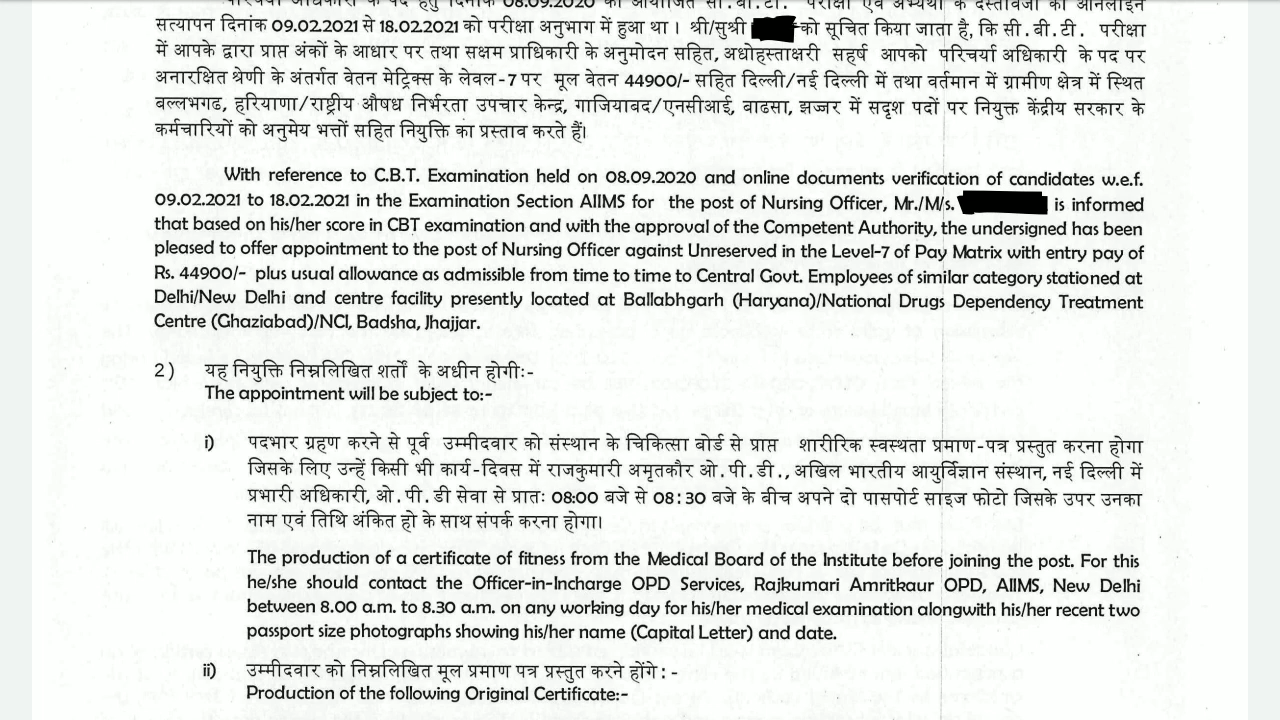 परिचर्या अधिकारी के पद हेतु दिनांक 08.09.2020 को आयोजित सी.बी.टी. परीक्षा एवं अभ्यर्थी के दस्तावेजों का ऑनलाइन
सत्यापन दिनांक 09.02.2021 से 18.02.2021 को परीक्षा अनुभाग में हुआ था। श्री/सुश्री को सूचित किया जाता है, कि सी.बी.टी. परीक्षा
में आपके द्वारा प्राप्त अंकों के आधार पर तथा सक्षम प्राधिकारी के अनुमोदन सहित, अधोहस्ताक्षरी सहर्ष आपको परिचर्या अधिकारी के पद पर
अनारक्षित श्रेणी के अंतर्गत वेतन मेट्रिक्स के लेवल-7 पर मूल वेतन 44900/- सहित दिल्ली/नई दिल्ली में तथा वर्तमान में ग्रामीण क्षेत्र में स्थित
बल्लभगढ, हरियाणा/राष्ट्रीय औषध निर्भरता उपचार केन्द्र, गाजियाबद/एनसीआई, बाढसा, झज्जर में सदृश पदों पर नियुक्त केंद्रीय सरकार के
कर्मचारियों को अनुमेय भत्तों सहित नियुक्ति का प्रस्ताव करते हैं।
With reference to C.B.T. Examination held on 08.09.2020 and online documents verification of candidates w.e.f.
09.02.2021 to 18.02.2021 in the Examination Section AIIMS for the post of Nursing Officer, Mr./M/s. is informed
that based on his/her score in CBT examination and with the approval of the Competent Authority, the undersigned has been
pleased to offer appointment to the post of Nursing Officer against Unreserved in the Level-7 of Pay Matrix with entry pay of
Rs. 44900/- plus usual allowance as admissible from time to time to Central Govt. Employees of similar category stationed at
Delhi/New Delhi and centre facility presently located at Ballabhgarh (Haryana)/National Drugs Dependency Treatment
Centre (Ghaziabad)/NCI, Badsha, Jhajjar.
2) यह नियुक्ति निम्नलिखित शर्तों के अधीन होगी:-
The appointment will be subject to:-
i) पदभार ग्रहण करने से पूर्व उम्मीदवार को संस्थान के चिकित्सा बोर्ड से प्राप्त शारीरिक स्वस्थता प्रमाण-पत्र प्रस्तुत करना होगा
जिसके लिए उन्हें किसी भी कार्य-दिवस में राजकुमारी अमृतकौर ओ.पी.डी., अखिल भारतीय आयुर्विज्ञान संस्थान, नई दिल्ली में
प्रभारी अधिकारी, ओ.पी.डी सेवा से प्रातः 08:00 बजे से 08:30 बजे के बीच अपने दो पासपोर्ट साइज फोटो जिसके उपर उनका
नाम एवं तिथि अंकित हो के साथ संपर्क करना होगा।
The production of a certificate of fitness from the Medical Board of the Institute before joining the post. For this
he/she should contact the Officer-in-Incharge OPD Services, Rajkumari Amritkaur OPD, AIIMS, New Delhi
between 8.00 a.m. to 8.30 a.m. on any working day for his/her medical examination alongwith his/her recent two
passport size photographs showing his/her name (Capital Letter) and date.
ii) उम्मीदवार को निम्नलिखित मूल प्रमाण पत्र प्रस्तुत करने होंगे:-
Production of the following Original Certificate:-